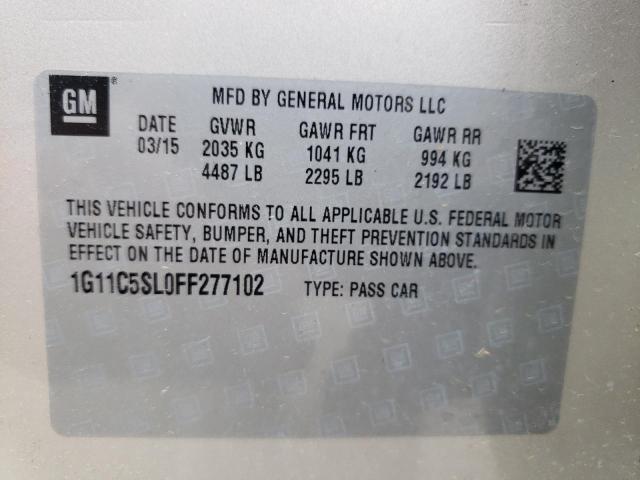 GM ®
MFD BY GENERAL MOTORS LLC
DATE GVWR GAWR FRT GAWR RR
03/15 2035 KG 1041 KG 994 KG
4487 LB 2295 LB 2192 LB
THIS VEHICLE CONFORMS TO ALL APPLICABLE U.S. FEDERAL MOTOR
VEHICLE SAFETY, BUMPER, AND THEFT PREVENTION STANDARDS IN
EFFECT ON THE DATE OF MANUFACTURE SHOWN ABOVE.
1G11C5SL0FF277102 TYPE: PASS CAR